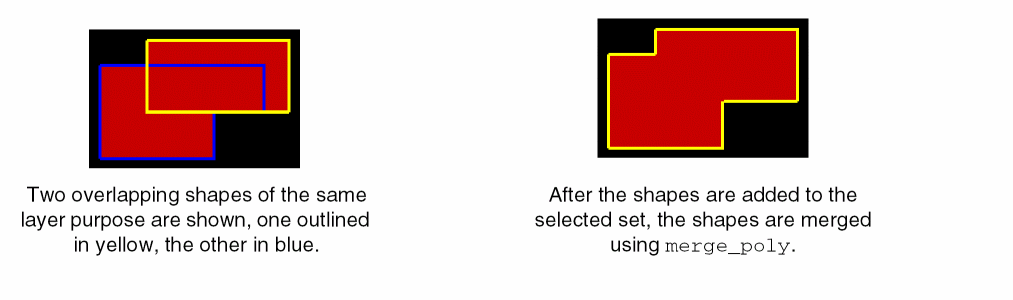 Two overlapping shapes of the same
layer purpose are shown, one outlined
in yellow, the other in blue.
After the shapes are added to the
selected set, the shapes are merged
using merge_poly.